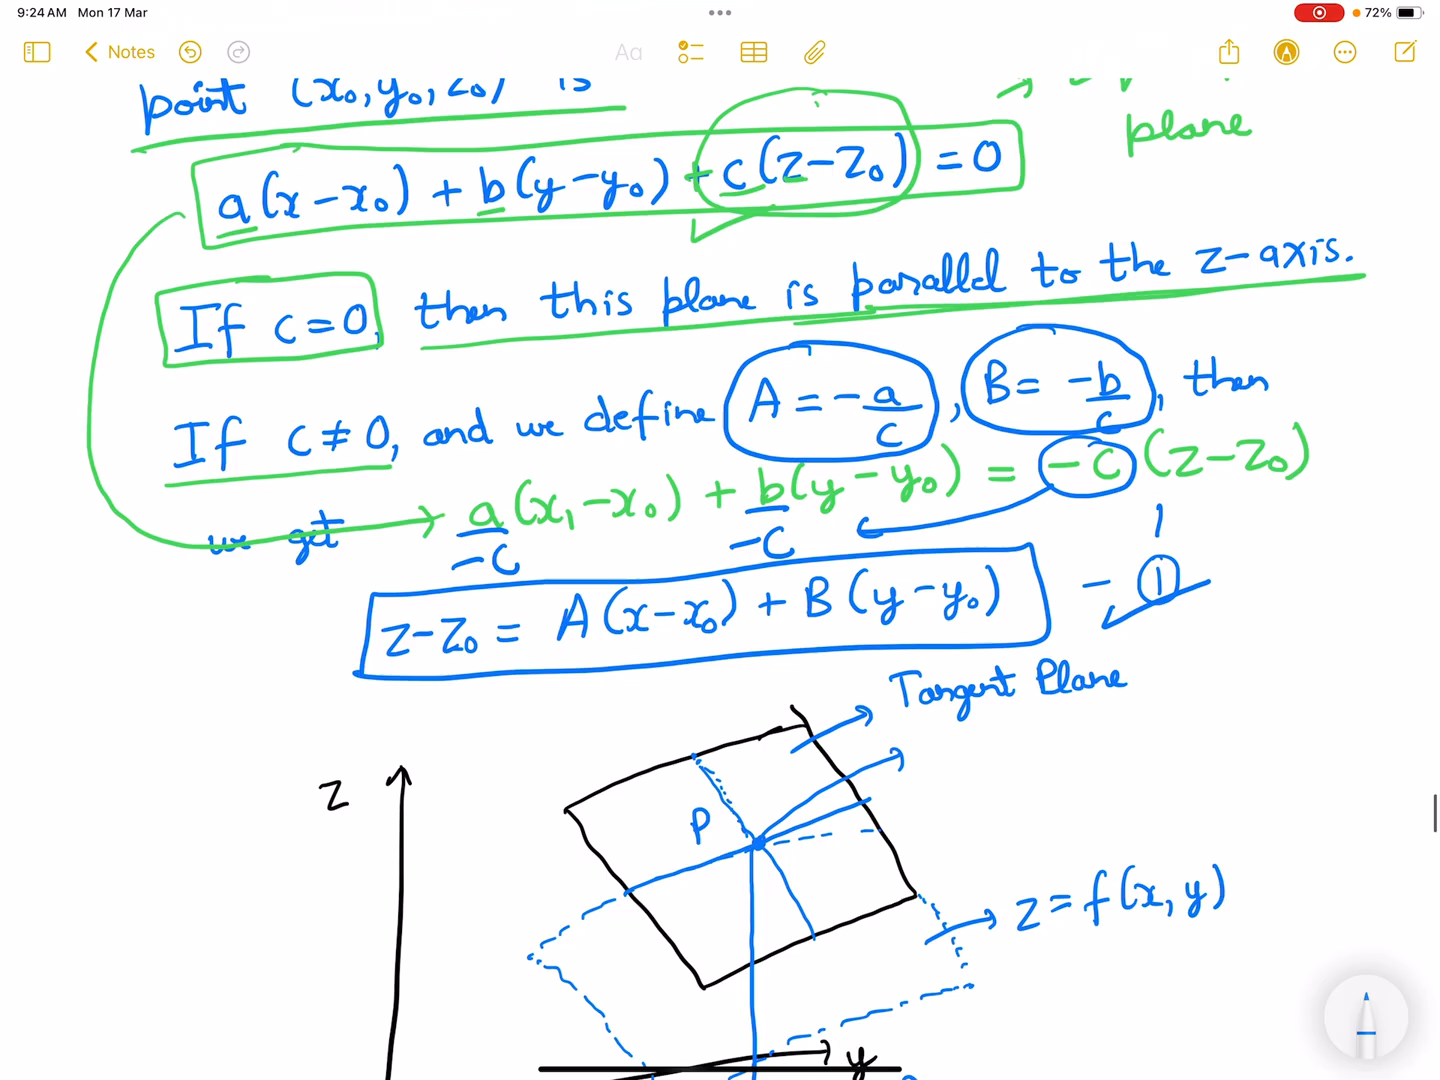 9:24 AM Mon 17 Mar
72%
Notes
Aa
point (x₀, y₀, z₀) is
plane
a(x-x₀) + b(y-y₀) + c(z-z₀) = 0
If c=0, then this plane is parallel to the z-axis.
If c≠0, and we define A = -a/c, B = -b/c, then
we get a(x₁-x₀) + b(y-y₀) = -c(z-z₀)
-c -c
z-z₀ = A(x-x₀) + B(y-y₀) - ①
Tangent Plane
z
P
z = f(x, y)
y